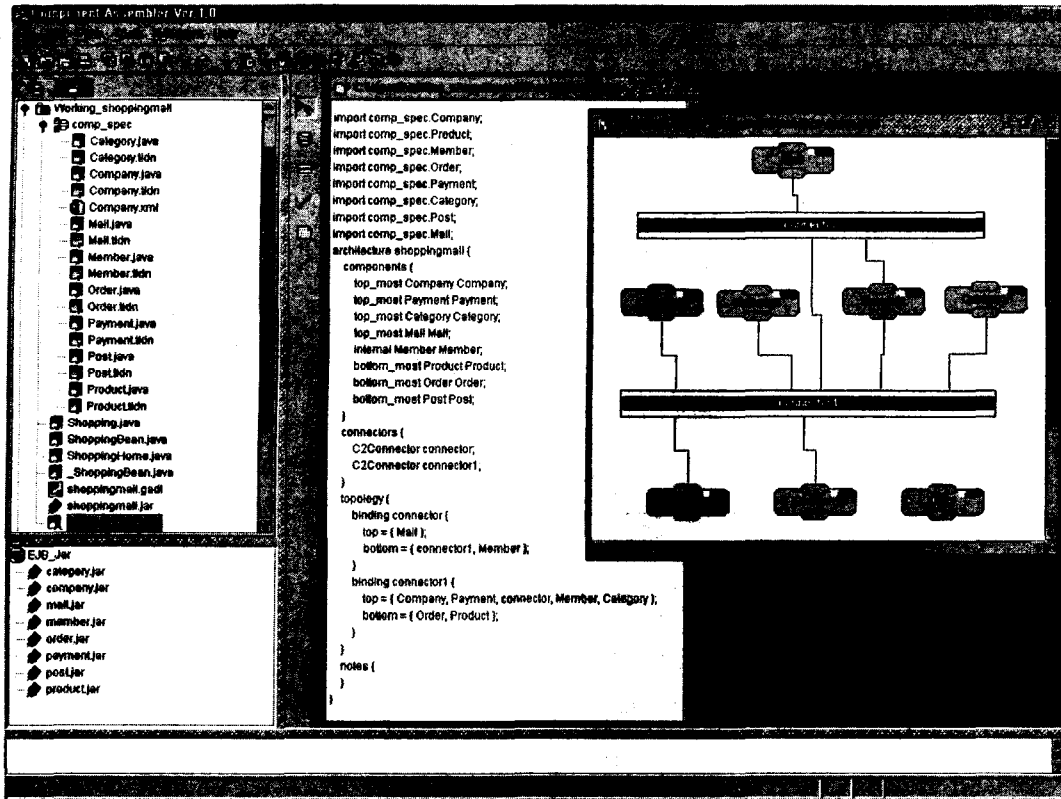 Component Assembler Ver 1.0
Working_shoppingmall
comp_spec
Category.java
Category.tidn
Company.java
Company.tidn
Company.xml
Mail.java
Mail.tidn
Member.java
Member.tidn
Order.java
Order.tidn
Payment.java
Payment.tidn
Post.java
Post.tidn
Product.java
Product.tidn
Shopping.java
ShoppingBean.java
ShoppingHome.java
_ShoppingBean.java
shoppingmall.gadl
shoppingmall.jar
EJB_Jar
category.jar
company.jar
mail.jar
member.jar
order.jar
payment.jar
post.jar
product.jar
import comp_spec.Company;
import comp_spec.Product;
import comp_spec.Member;
import comp_spec.Order;
import comp_spec.Payment;
import comp_spec.Category;
import comp_spec.Post;
import comp_spec.Mail;
architecture shoppingmall {
components {
top_most Company Company;
top_most Payment Payment;
top_most Category Category;
top_most Mail Mail;
internal Member Member;
bottom_most Product Product;
bottom_most Order Order;
bottom_most Post Post;
}
connectors {
C2Connector connector;
C2Connector connector1;
}
topology {
binding connector {
top = { Mail };
bottom = { connector1, Member };
}
binding connector1 {
top = { Company, Payment, connector, Member, Category };
bottom = { Order, Product };
}
}
notes {
}
}
connector
connector1